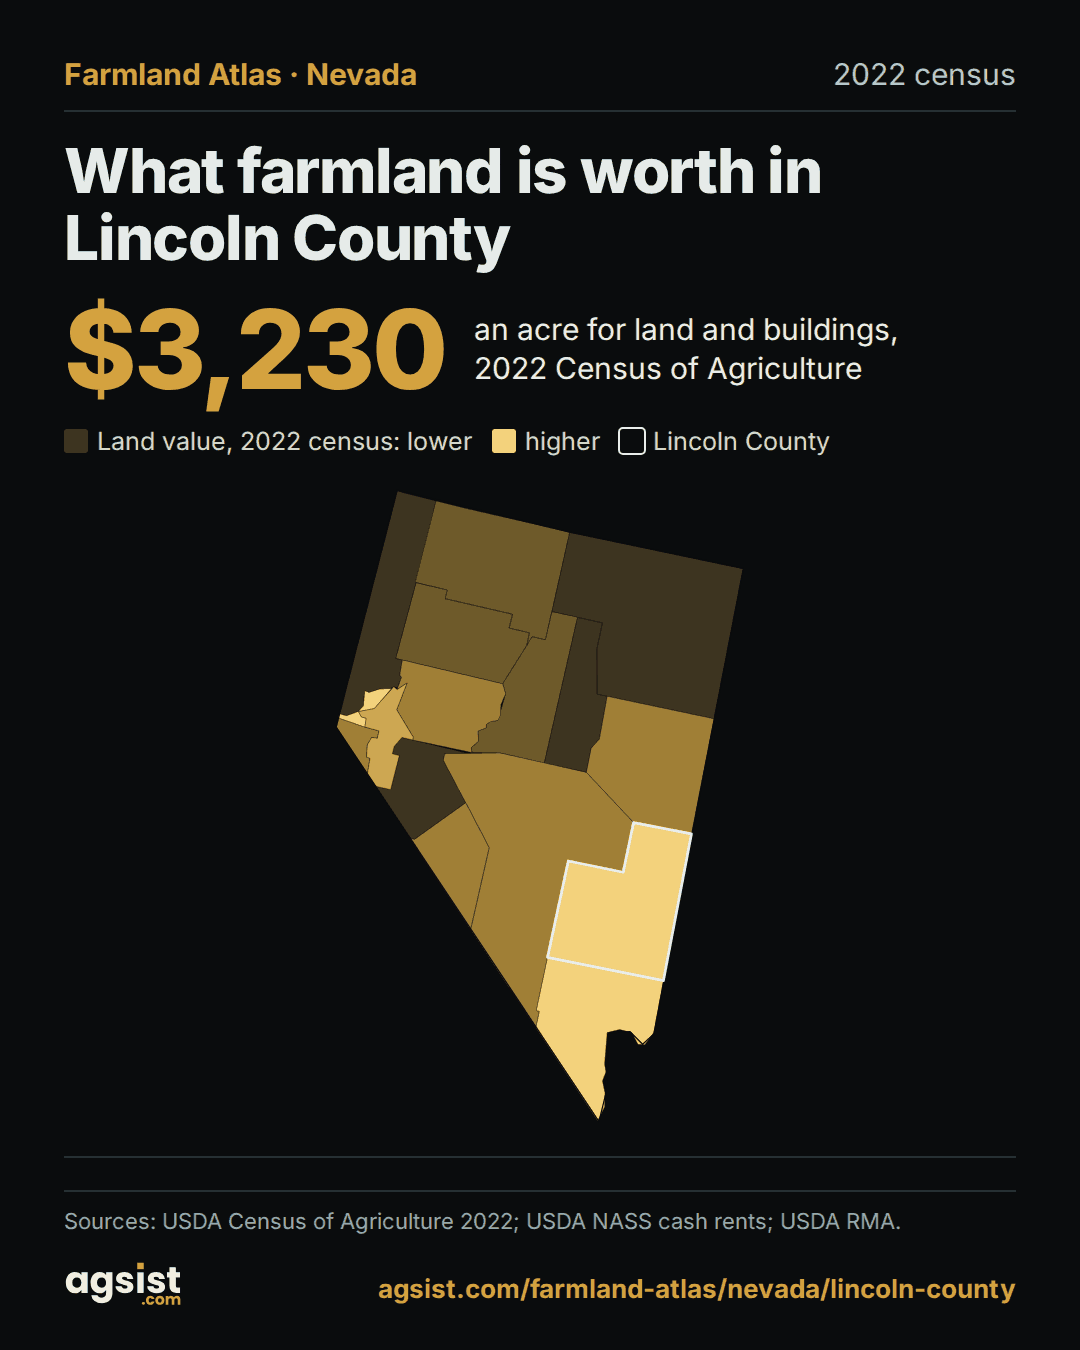 Farmland Atlas · Nevada
2022 census
What farmland is worth in
Lincoln County
$3,230
an acre for land and buildings,
2022 Census of Agriculture
Land value, 2022 census: lower
higher
Lincoln County
Sources: USDA Census of Agriculture 2022; USDA NASS cash rents; USDA RMA.
agsist
.com
agsist.com/farmland-atlas/nevada/lincoln-county